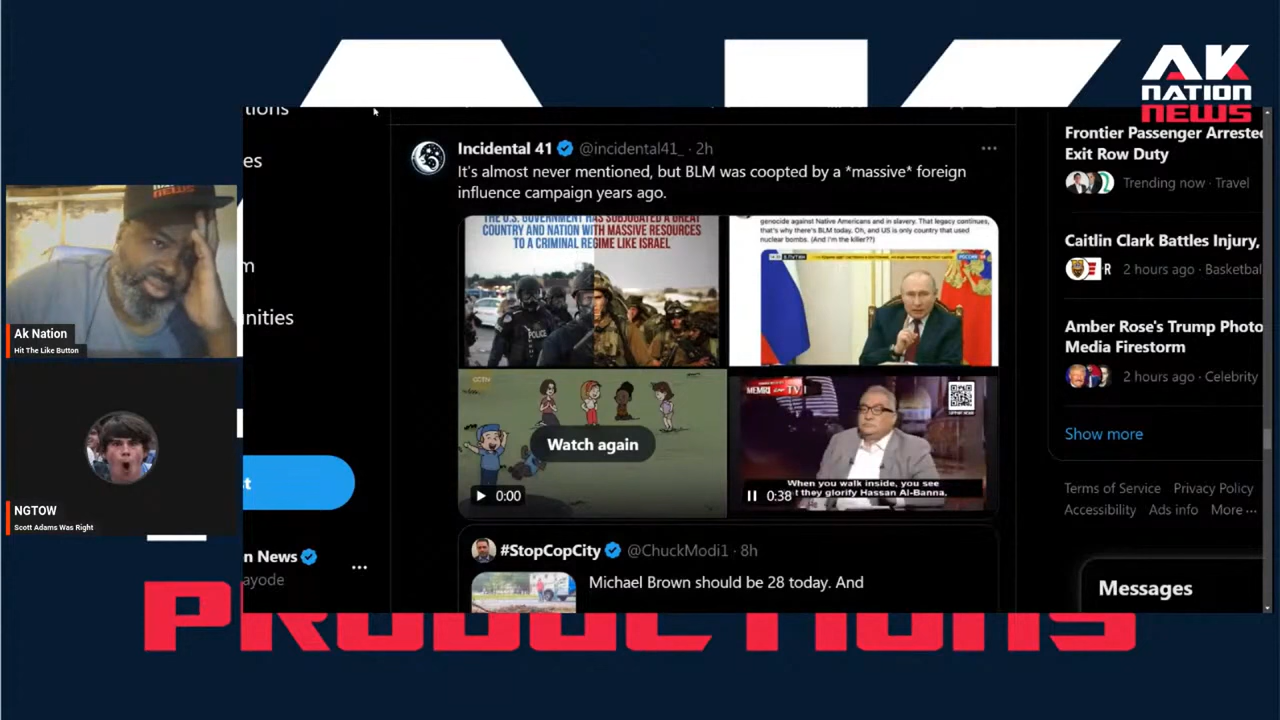 AK
NATION
NEWS
tions
es
m
nities
t
n News
ayode
Incidental 41 @incidental41_ · 2h
It's almost never mentioned, but BLM was coopted by a *massive* foreign
influence campaign years ago.
THE U.S. GOVERNMENT HAS SUBJUGATED A GREAT
COUNTRY AND NATION WITH MASSIVE RESOURCES
TO A CRIMINAL REGIME LIKE ISRAEL
POLICE
genocide against Native Americans and in slavery. That legacy continues,
that's why there's BLM today. Oh, and US is only country that used
nuclear bombs. (And i'm the killer??)
CCTV
Watch again
0:00
MEMRI TV
When you walk inside, you see
t they glorify Hassan Al-Banna.
0:38
#StopCopCity @ChuckModi1 · 8h
Michael Brown should be 28 today. And
Frontier Passenger Arrested
Exit Row Duty
Trending now · Travel
Caitlin Clark Battles Injury,
2 hours ago · Basketbal
Amber Rose's Trump Photo
Media Firestorm
2 hours ago · Celebrity
Show more
Terms of Service Privacy Policy
Accessibility Ads info More
Messages
Ak Nation
Hit The Like Button
NGTOW
Scott Adams Was Right
PRODUCTIONS